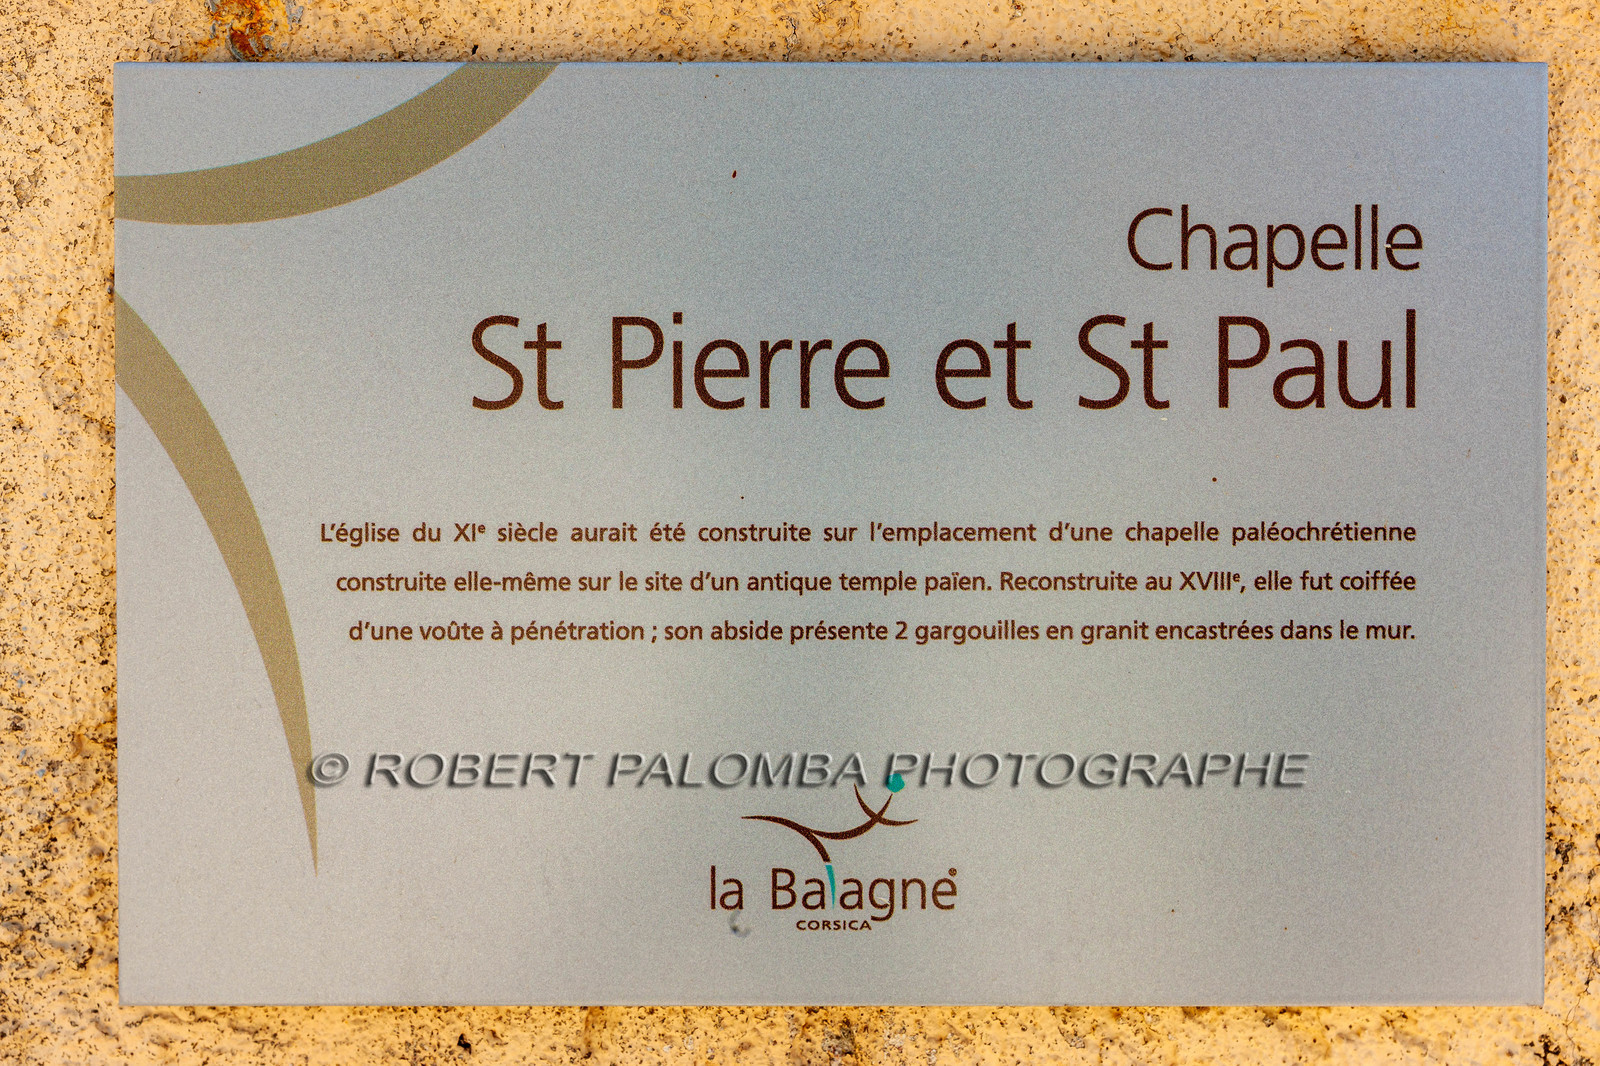 Chapelle
St Pierre et St Paul
L'église du XIe siècle aurait été construite sur l'emplacement d'une chapelle paléochrétienne
construite elle-même sur le site d'un antique temple païen. Reconstruite au XVIIIe, elle fut coiffée
d'une voûte à pénétration ; son abside présente 2 gargouilles en granit encastrées dans le mur.
© ROBERT PALOMBA PHOTOGRAPHE
la Balagne®
CORSICA